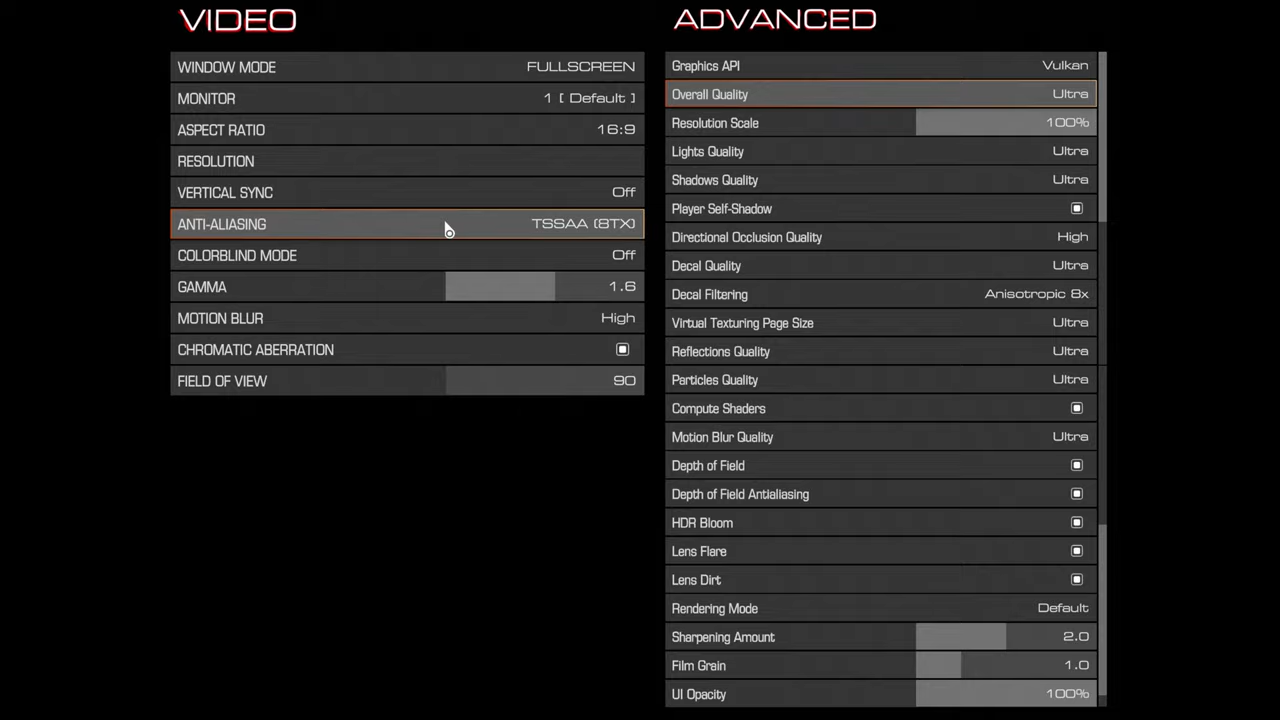 VIDEO
WINDOW MODE FULLSCREEN
MONITOR 1 [ Default ]
ASPECT RATIO 16:9
RESOLUTION
VERTICAL SYNC Off
ANTI-ALIASING TSSAA (8TX)
COLORBLIND MODE Off
GAMMA 1.6
MOTION BLUR High
CHROMATIC ABERRATION
FIELD OF VIEW 90
ADVANCED
Graphics API Vulkan
Overall Quality Ultra
Resolution Scale 100%
Lights Quality Ultra
Shadows Quality Ultra
Player Self-Shadow
Directional Occlusion Quality High
Decal Quality Ultra
Decal Filtering Anisotropic 8x
Virtual Texturing Page Size Ultra
Reflections Quality Ultra
Particles Quality Ultra
Compute Shaders
Motion Blur Quality Ultra
Depth of Field
Depth of Field Antialiasing
HDR Bloom
Lens Flare
Lens Dirt
Rendering Mode Default
Sharpening Amount 2.0
Film Grain 1.0
UI Opacity 100%